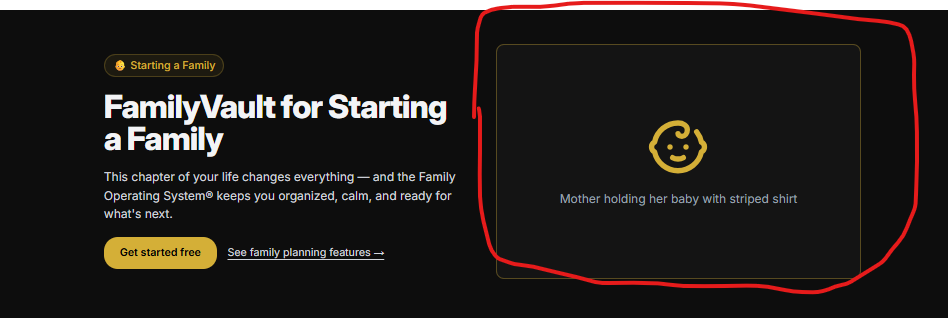 Starting a Family
FamilyVault for Starting
a Family
This chapter of your life changes everything — and the Family
Operating System® keeps you organized, calm, and ready for
what's next.
Get started free
See family planning features →
Mother holding her baby with striped shirt